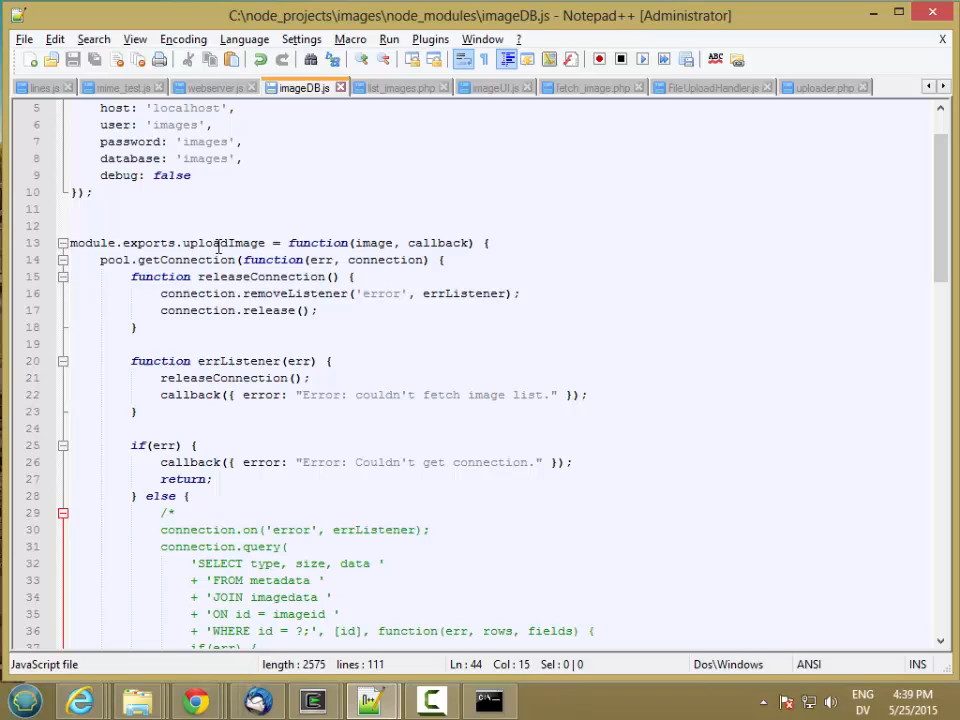 C:\node_projects\images\node_modules\imageDB.js - Notepad++ [Administrator]
File Edit Search View Encoding Language Settings Macro Run Plugins Window ? X
lines.js mime_test.js webserver.js imageDB.js list_images.php imageUI.js fetch_image.php FileUploadHandler.js uploader.php
5 host: 'localhost',
6 user: 'images',
7 password: 'images',
8 database: 'images',
9 debug: false
10 });
11
12
13 module.exports.uploadImage = function(image, callback) {
14 pool.getConnection(function(err, connection) {
15 function releaseConnection() {
16 connection.removeListener('error', errListener);
17 connection.release();
18 }
19
20 function errListener(err) {
21 releaseConnection();
22 callback({ error: "Error: couldn't fetch image list." });
23 }
24
25 if(err) {
26 callback({ error: "Error: Couldn't get connection." });
27 return;
28 } else {
29 /*
30 connection.on('error', errListener);
31 connection.query(
32 'SELECT type, size, data '
33 + 'FROM metadata '
34 + 'JOIN imagedata '
35 + 'ON id = imageid '
36 + 'WHERE id = ?;', [id], function(err, rows, fields) {
37 if(err) {
JavaScript file length : 2575 lines : 111 Ln : 44 Col : 15 Sel : 0 | 0 Dos\Windows ANSI INS
ENG 4:39 PM
DV 5/25/2015